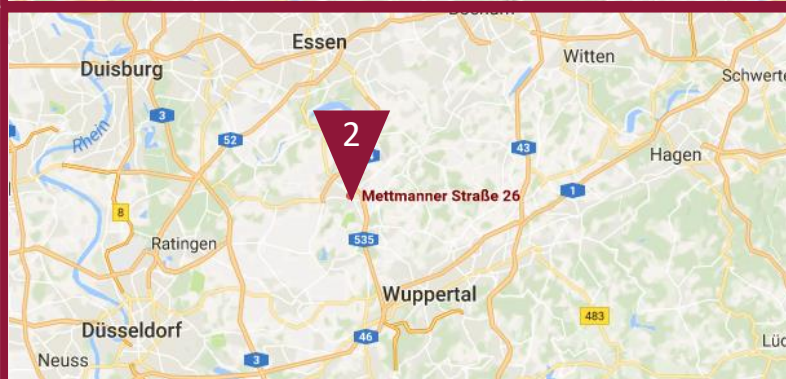 Essen
Witten
Duisburg
Schwerte
3
52
2
43
Rhein
Hagen
Mettmanner Straße 26
1
8
Ratingen
535
Wuppertal
483
Düsseldorf
46
3
Neuss
Lüd